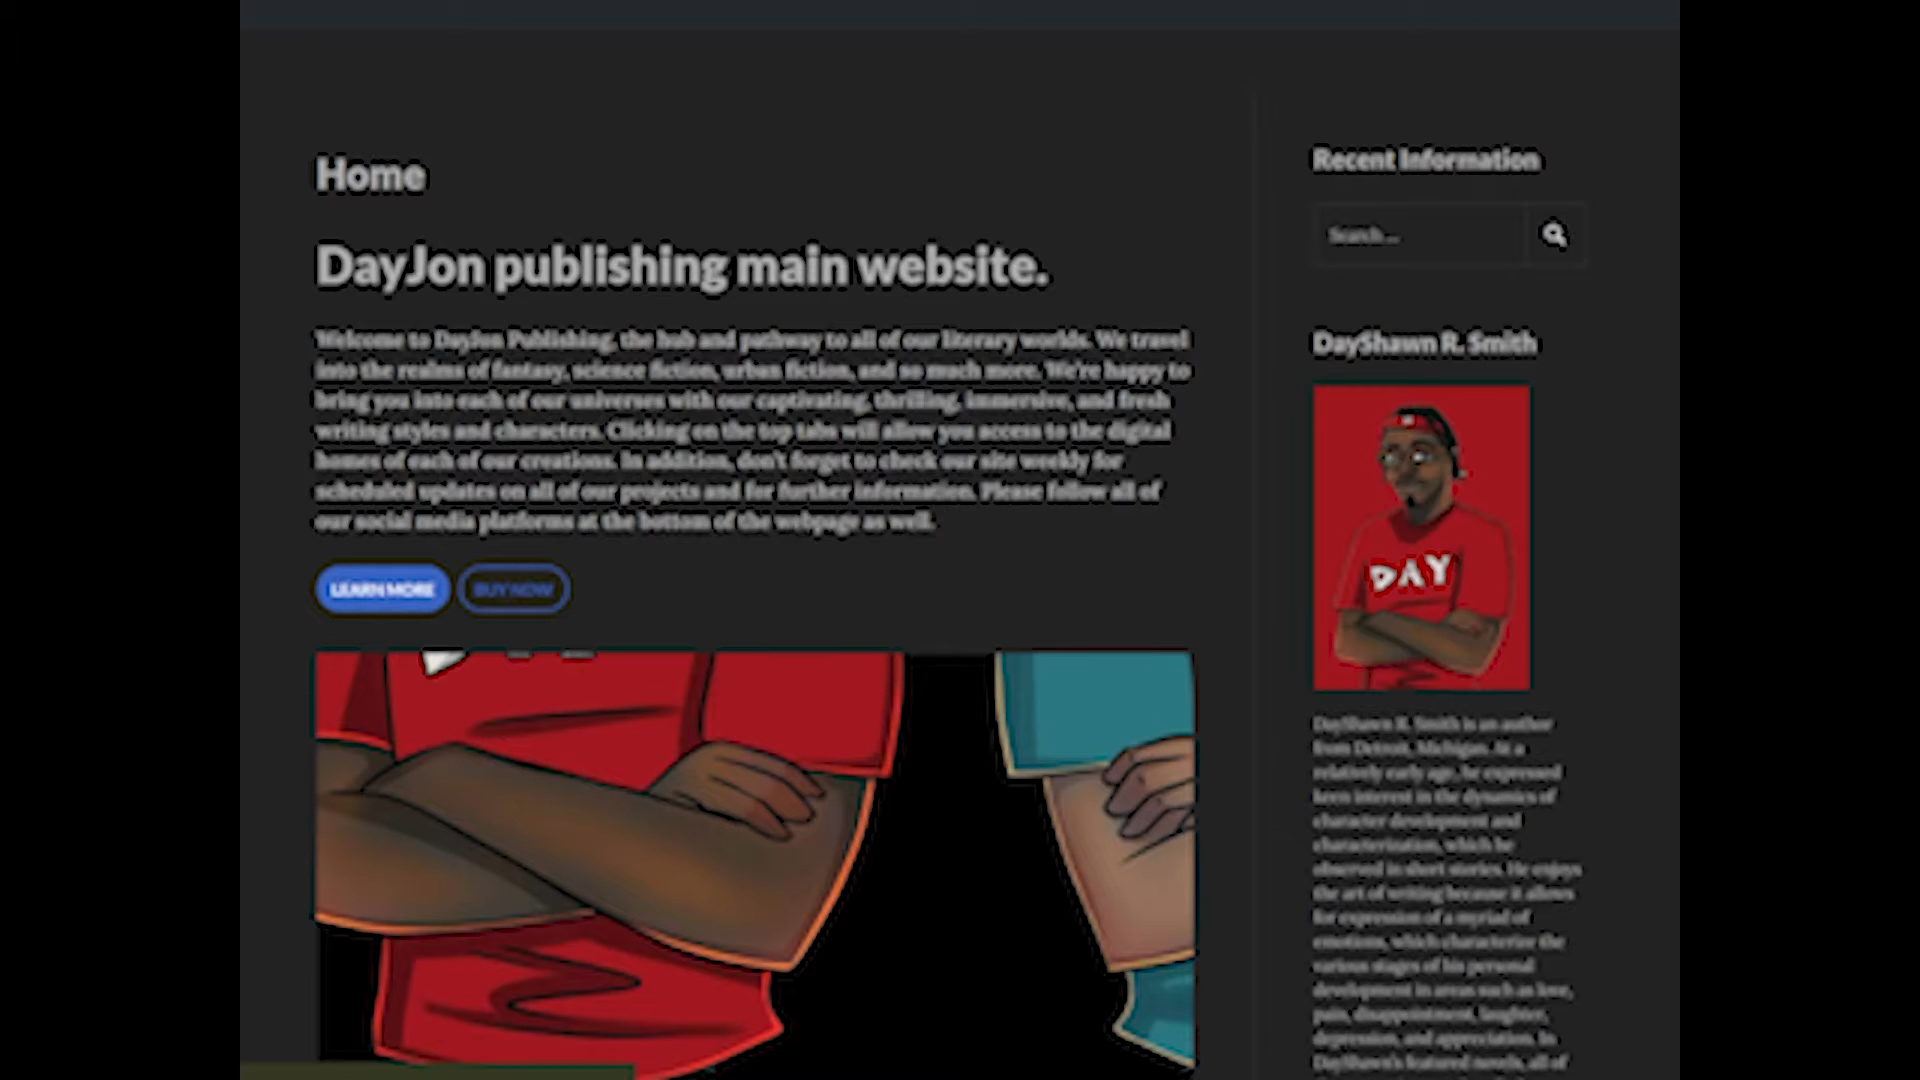 Home
DayJon publishing main website.
Welcome to DayJon Publishing, the hub and pathway to all of our literary worlds. We travel
into the realms of fantasy, science fiction, urban fiction, and so much more. We're happy to
bring you into each of our universes with our captivating, thrilling, immersive, and fresh
writing styles and characters. Clicking on the top tabs will allow you access to the digital
homes of each of our creations. In addition, don't forget to check our site weekly for
scheduled updates on all of our projects and for further information. Please follow all of
our social media platforms at the bottom of the webpage as well.
LEARN MORE
BUY NOW
Recent Information
Search ...
DayShawn R. Smith
DAY
DayShawn R. Smith is an author
from Detroit, Michigan. At a
relatively early age, he expressed
keen interest in the dynamics of
character development and
characterization, which he
observed in short stories. He enjoys
the art of writing because it allows
for expression of a myriad of
emotions, which characterize the
various stages of his personal
development in areas such as love,
pain, disappointment, laughter,
depression, and appreciation. In
DayShawn's featured novels, all of